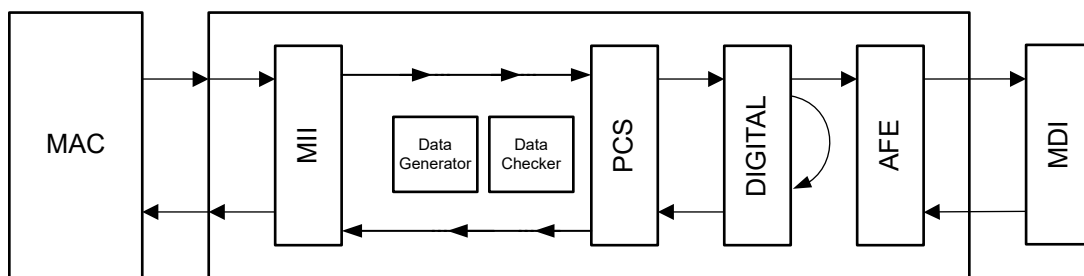 MAC
MII
Data
Generator
Data
Checker
PCS
DIGITAL
AFE
MDI